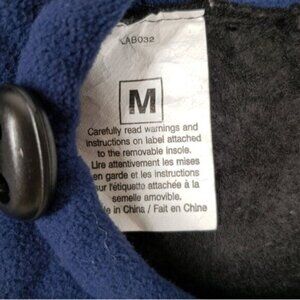 LAB032
M
Carefully read warnings and
instructions on label attached
to the removable insole.
Lire attentivement les mises
en garde et les instructions
sur l'étiquette attachée à la
semelle amovible.
in China / Fait en Chine